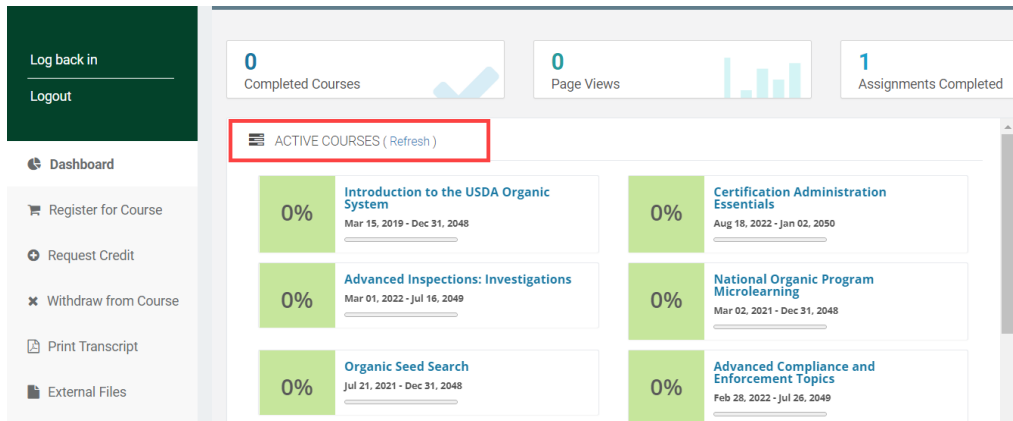 Log back in
Logout
Dashboard
Register for Course
Request Credit
Withdraw from Course
Print Transcript
External Files
0
Completed Courses
0
Page Views
1
Assignments Completed
ACTIVE COURSES ( Refresh )
0%
Introduction to the USDA Organic
System
Mar 15, 2019 - Dec 31, 2048
0%
Certification Administration
Essentials
Aug 18, 2022 - Jan 02, 2050
0%
Advanced Inspections: Investigations
Mar 01, 2022 - Jul 16, 2049
0%
National Organic Program
Microlearning
Mar 02, 2021 - Dec 31, 2048
0%
Organic Seed Search
Jul 21, 2021 - Dec 31, 2048
0%
Advanced Compliance and
Enforcement Topics
Feb 28, 2022 - Jul 26, 2049